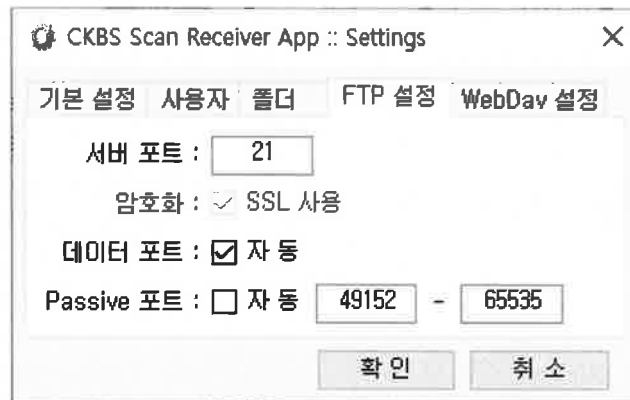 CKBS Scan Receiver App :: Settings
기본 설정 사용자 폴더 FTP 설정 WebDav 설정
서버 포트 : 21
암호화 : SSL 사용
데이터 포트 : 자동
Passive 포트 : 자동 49152 - 65535
확인 취소